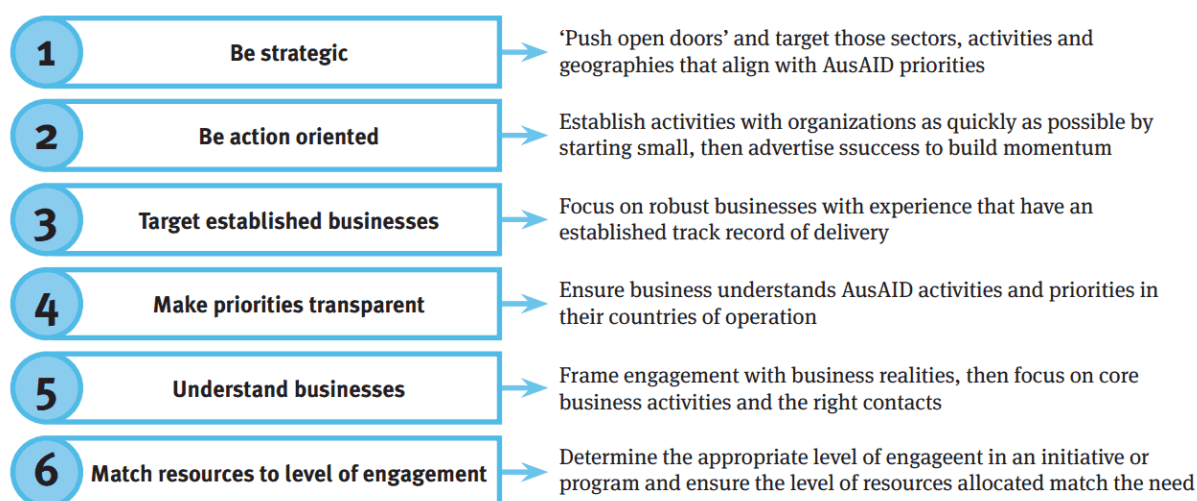 1
Be strategic
‘Push open doors’ and target those sectors, activities and
geographies that align with AusAID priorities
2
Be action oriented
Establish activities with organizations as quickly as possible by
starting small, then advertise ssuccess to build momentum
3
Target established businesses
Focus on robust businesses with experience that have an
established track record of delivery
4
Make priorities transparent
Ensure business understands AusAID activities and priorities in
their countries of operation
5
Understand businesses
Frame engagement with business realities, then focus on core
business activities and the right contacts
6
Match resources to level of engagement
Determine the appropriate level of engageent in an initiative or
program and ensure the level of resources allocated match the need